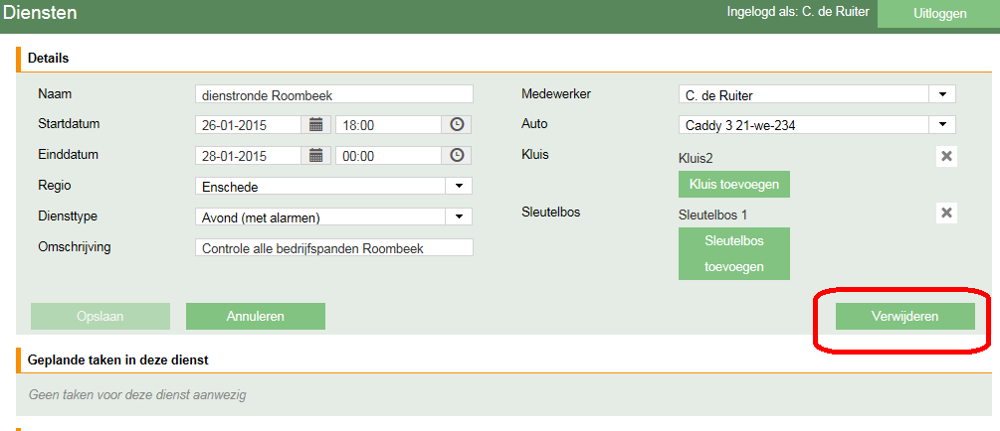 Diensten
Ingelogd als: C. de Ruiter
Uitloggen
Details
Naam
dienstronde Roombeek
Startdatum
26-01-2015
18:00
Einddatum
28-01-2015
00:00
Regio
Enschede
Diensttype
Avond (met alarmen)
Omschrijving
Controle alle bedrijfspanden Roombeek
Medewerker
C. de Ruiter
Auto
Caddy 3 21-we-234
Kluis
Kluis2
Kluis toevoegen
Sleutelbos
Sleutelbos 1
Sleutelbos
toevoegen
Opslaan
Annuleren
Verwijderen
Geplande taken in deze dienst
Geen taken voor deze dienst aanwezig